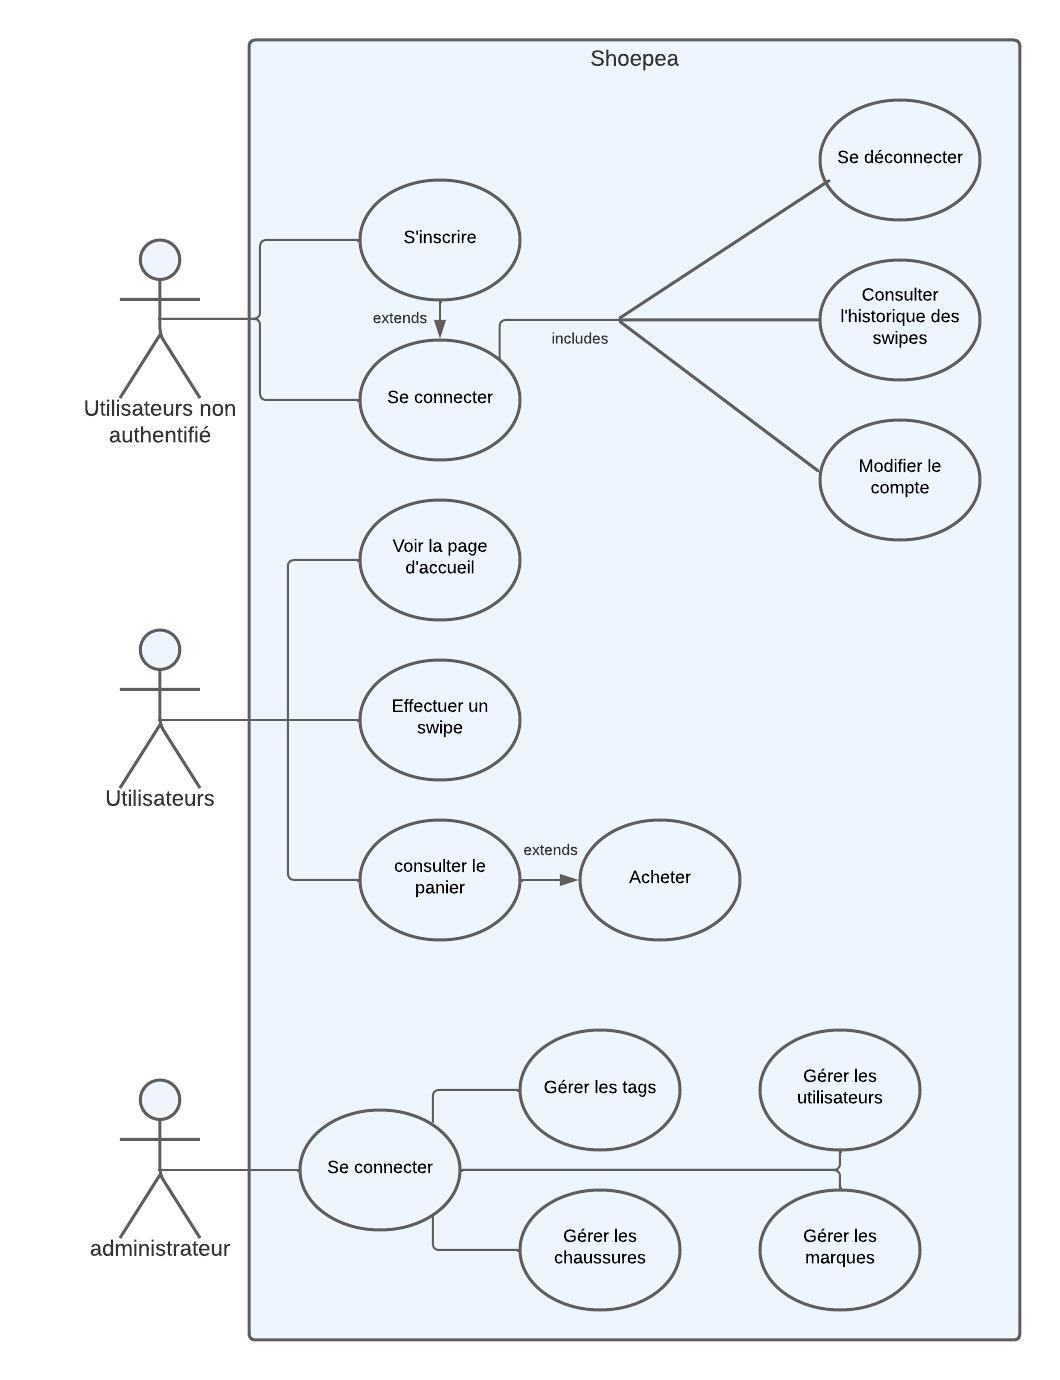 Shoepea
Se déconnecter
S'inscrire
extends
includes
Consulter
l'historique des
swipes
Se connecter
Utilisateurs non
authentifié
Modifier le
compte
Voir la page
d'accueil
Effectuer un
swipe
Utilisateurs
consulter le
panier
extends
Acheter
Gérer les tags
Gérer les
utilisateurs
Se connecter
administrateur
Gérer les
chaussures
Gérer les
marques